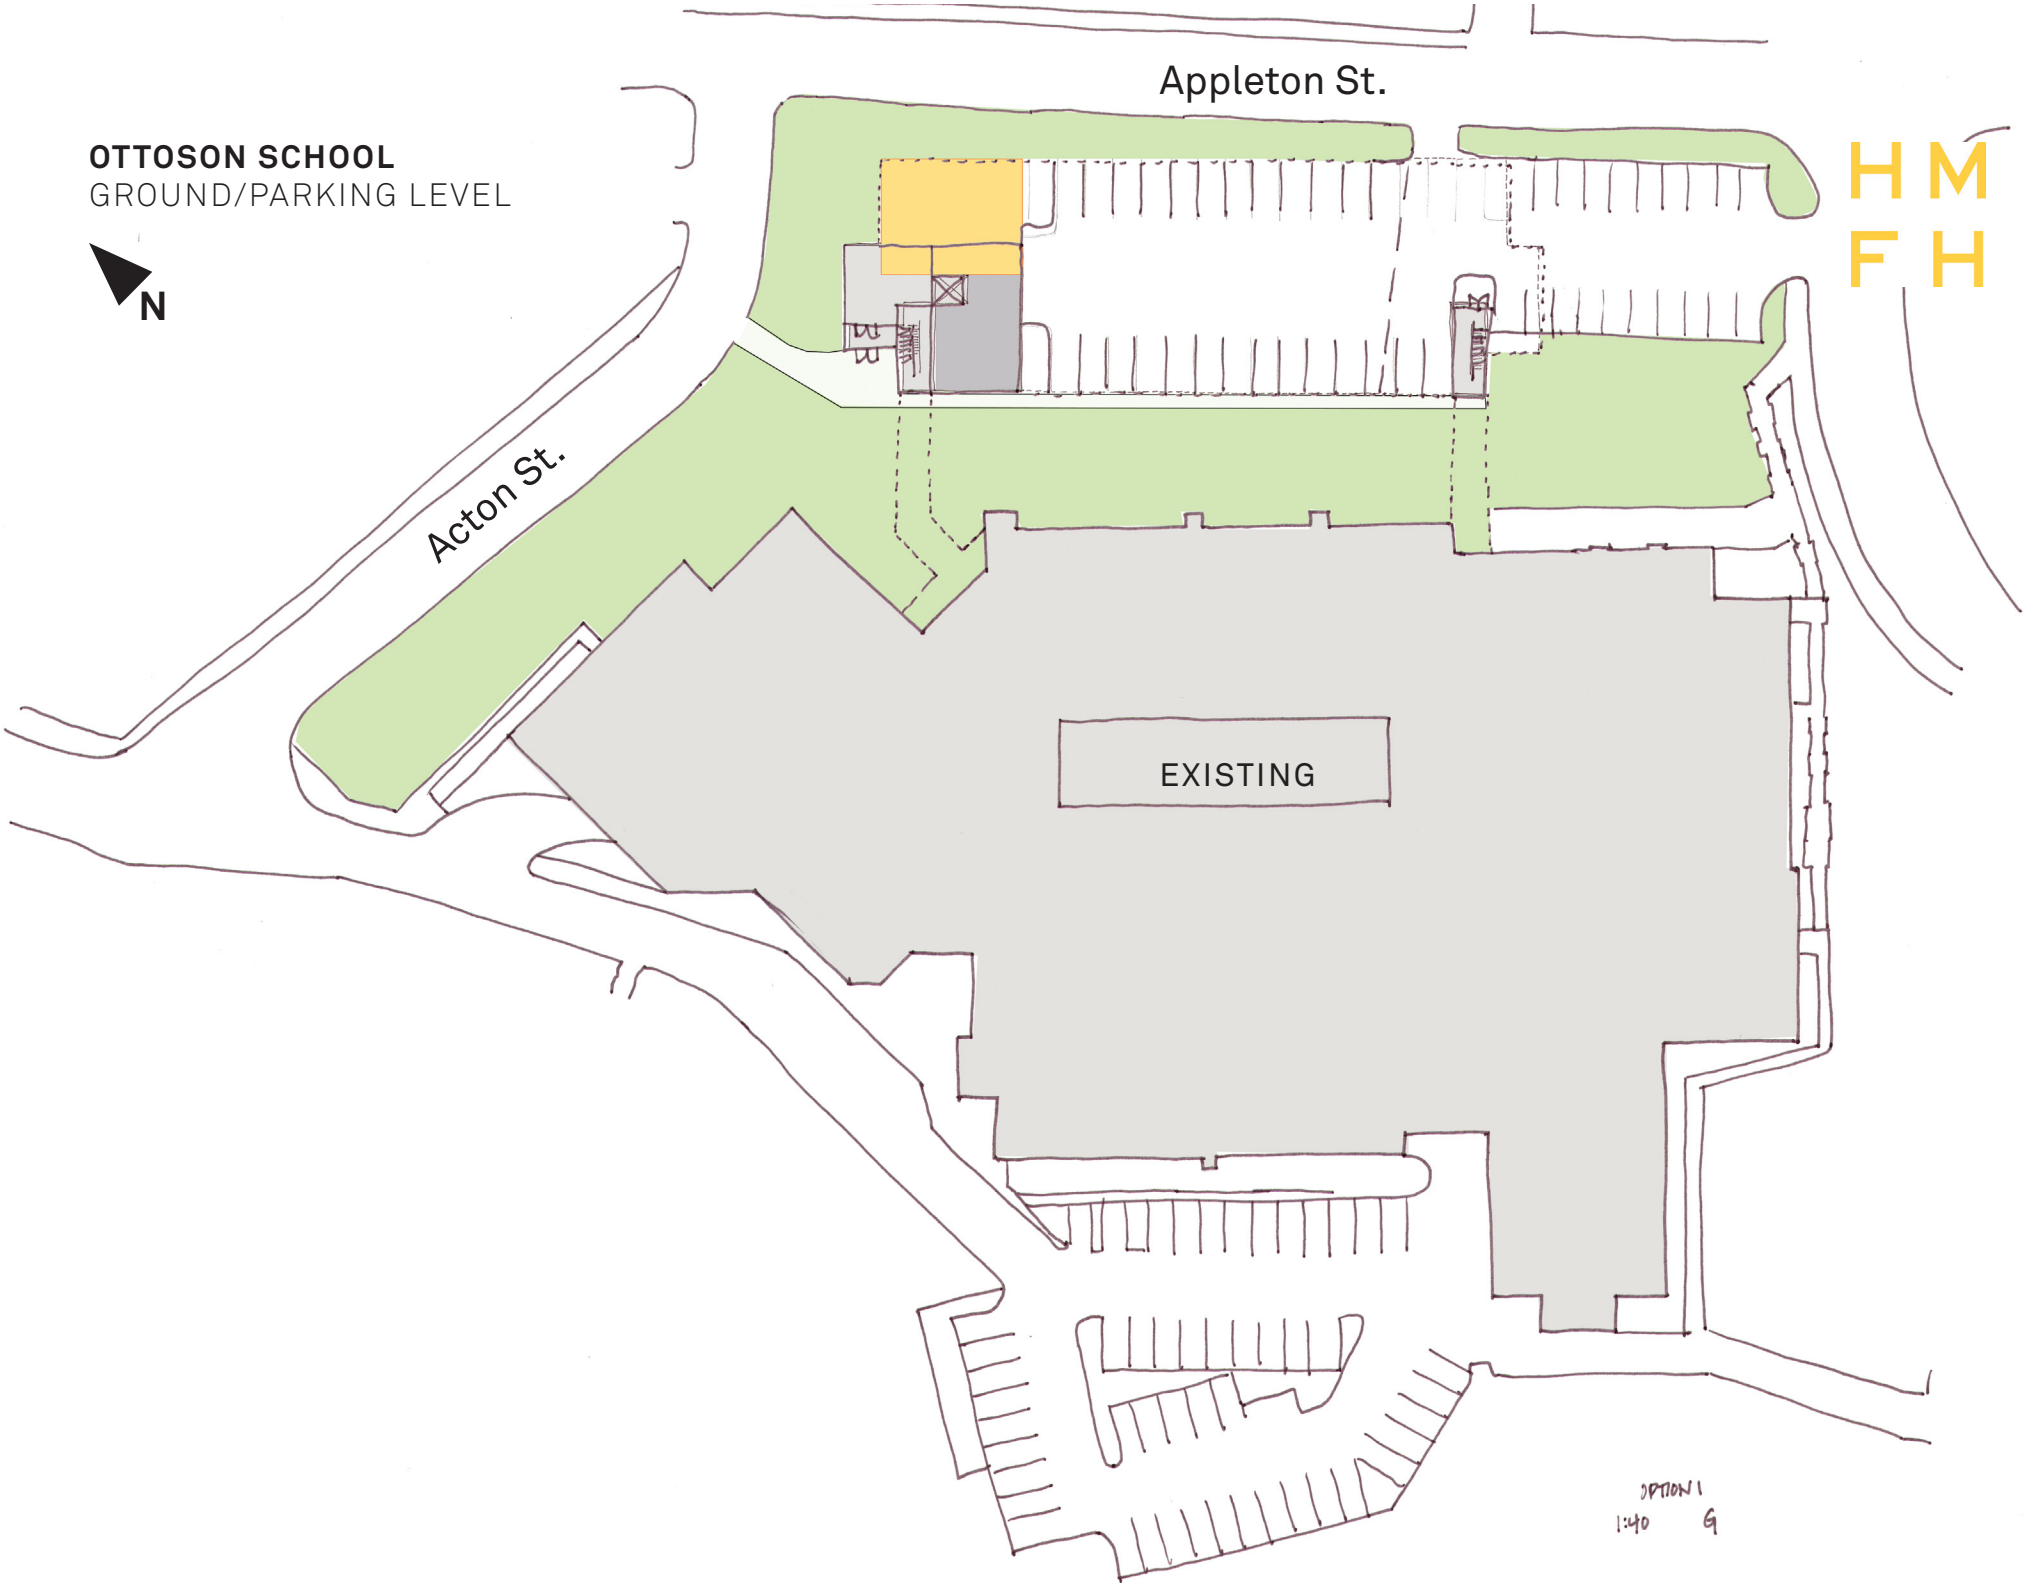 Appleton St.
OTTOSON SCHOOL
GROUND/PARKING LEVEL
N
H M
F H
Acton St.
EXISTING
OPTION 1
1:40 G